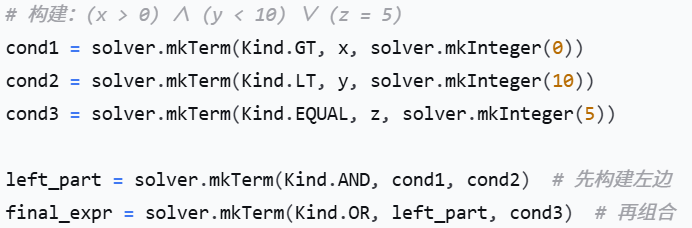 # 构建：(x > 0) ∧ (y < 10) ∨ (z = 5)
cond1 = solver.mkTerm(Kind.GT, x, solver.mkInteger(0))
cond2 = solver.mkTerm(Kind.LT, y, solver.mkInteger(10))
cond3 = solver.mkTerm(Kind.EQUAL, z, solver.mkInteger(5))
left_part = solver.mkTerm(Kind.AND, cond1, cond2)  # 先构建左边
final_expr = solver.mkTerm(Kind.OR, left_part, cond3)  # 再组合